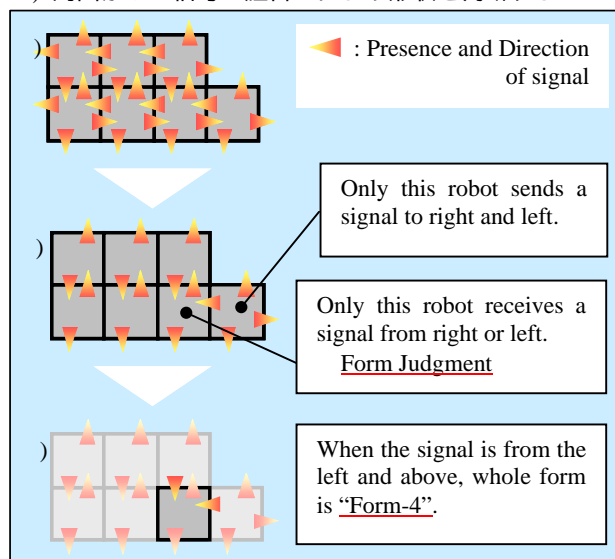 )
: Presence and Direction
of signal
Only this robot sends a
signal to right and left.
)
Only this robot receives a
signal from right or left.
Form Judgment
)
When the signal is from the
left and above, whole form
is “Form-4”.